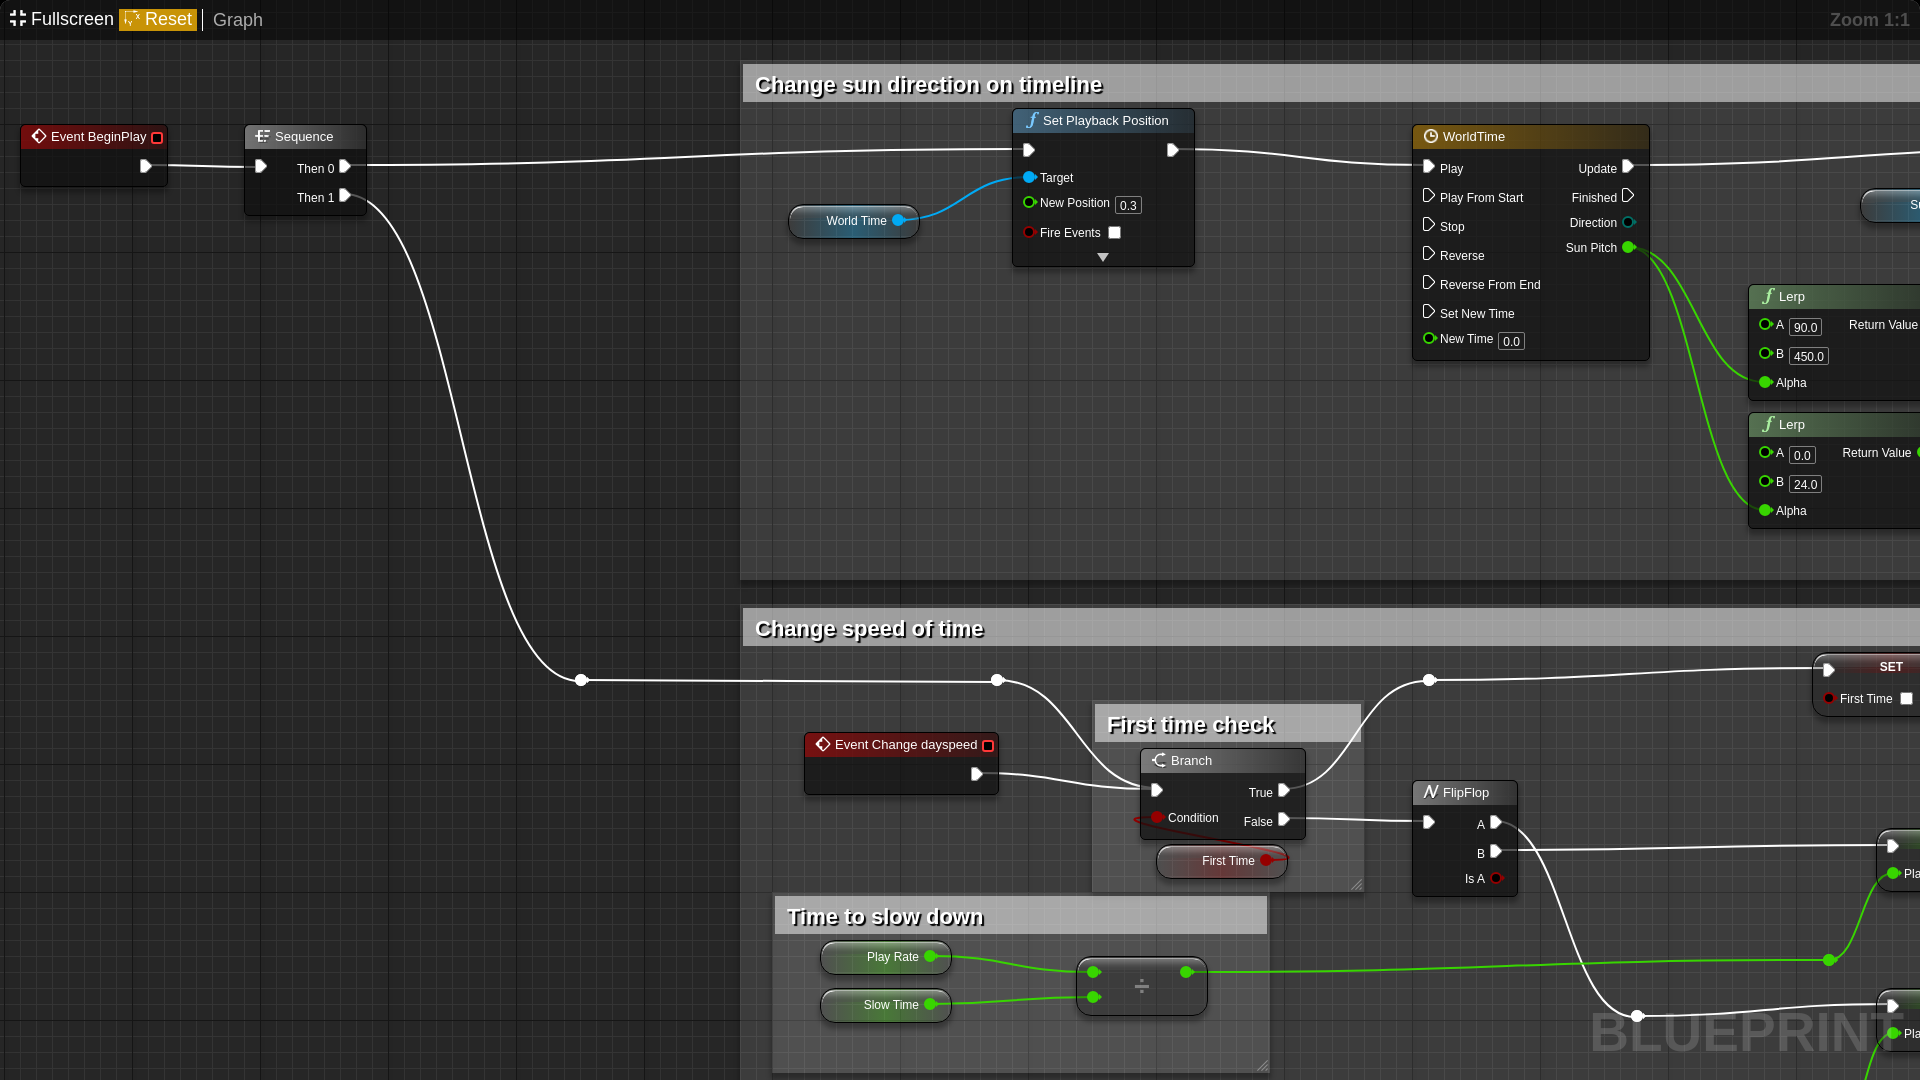 Fullscreen Reset Graph Zoom 1:1
Change sun direction on timeline
Event BeginPlay
Sequence
Then 0
Then 1
World Time
Set Playback Position
Target
New Position 0.3
Fire Events
WorldTime
Play Update
Play From Start Finished
Stop Direction
Reverse Sun Pitch
Reverse From End
Set New Time
New Time 0.0
Lerp
A 90.0 Return Value
B 450.0
Alpha
Lerp
A 0.0 Return Value
B 24.0
Alpha
Change speed of time
Event Change dayspeed
First time check
Branch
True
Condition False
First Time
FlipFlop
A
B
Is A
SET
First Time
Time to slow down
Play Rate
Slow Time
÷
BLUEPRINT